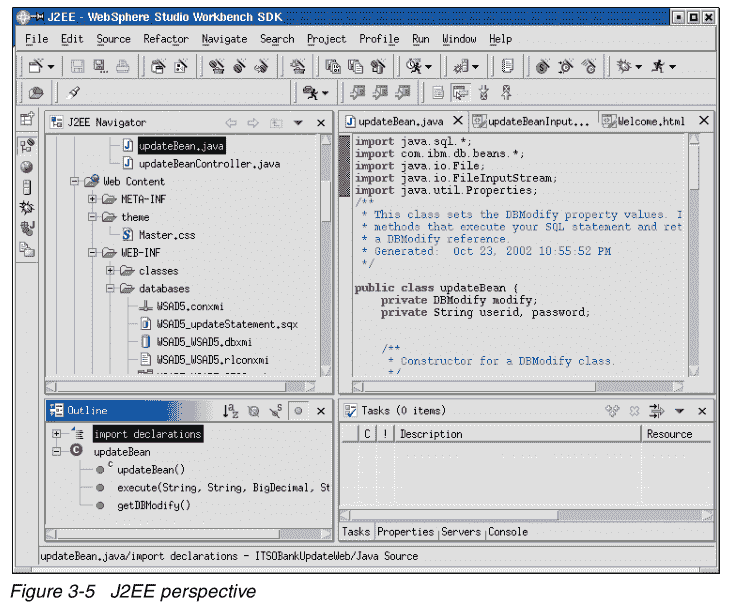 J2EE - WebSphere Studio Workbench SDK
File Edit Source Refactor Navigate Search Project Profile Run Window Help
J2EE Navigator
updateBean.java
updateBeanController.java
Web Content
META-INF
theme
Master.css
WEB-INF
classes
databases
WSAD5.conxmi
WSAD5_updateStatement.sqx
WSAD5_WSAD5.dbxmi
WSAD5_WSAD5.rlconxmi
updateBean.java updateBeanInput... Welcome.html
import java.sql.*;
import com.ibm.db.beans.*;
import java.io.File;
import java.io.FileInputStream;
import java.util.Properties;
/**
* This class sets the DBModify property values. I
* methods that execute your SQL statement and ret
* a DBModify reference.
* Generated: Oct 23, 2002 10:55:52 PM
*/
public class updateBean {
private DBModify modify;
private String userid, password;
/**
* Constructor for a DBModify class.
*/
Outline
import declarations
updateBean
updateBean()
execute(String, String, BigDecimal, St
getDBModify()
Tasks (0 items)
C ! Description Resource
Tasks Properties Servers Console
updateBean.java/import declarations - ITSOBankUpdateWeb/Java Source
Figure 3-5 J2EE perspective